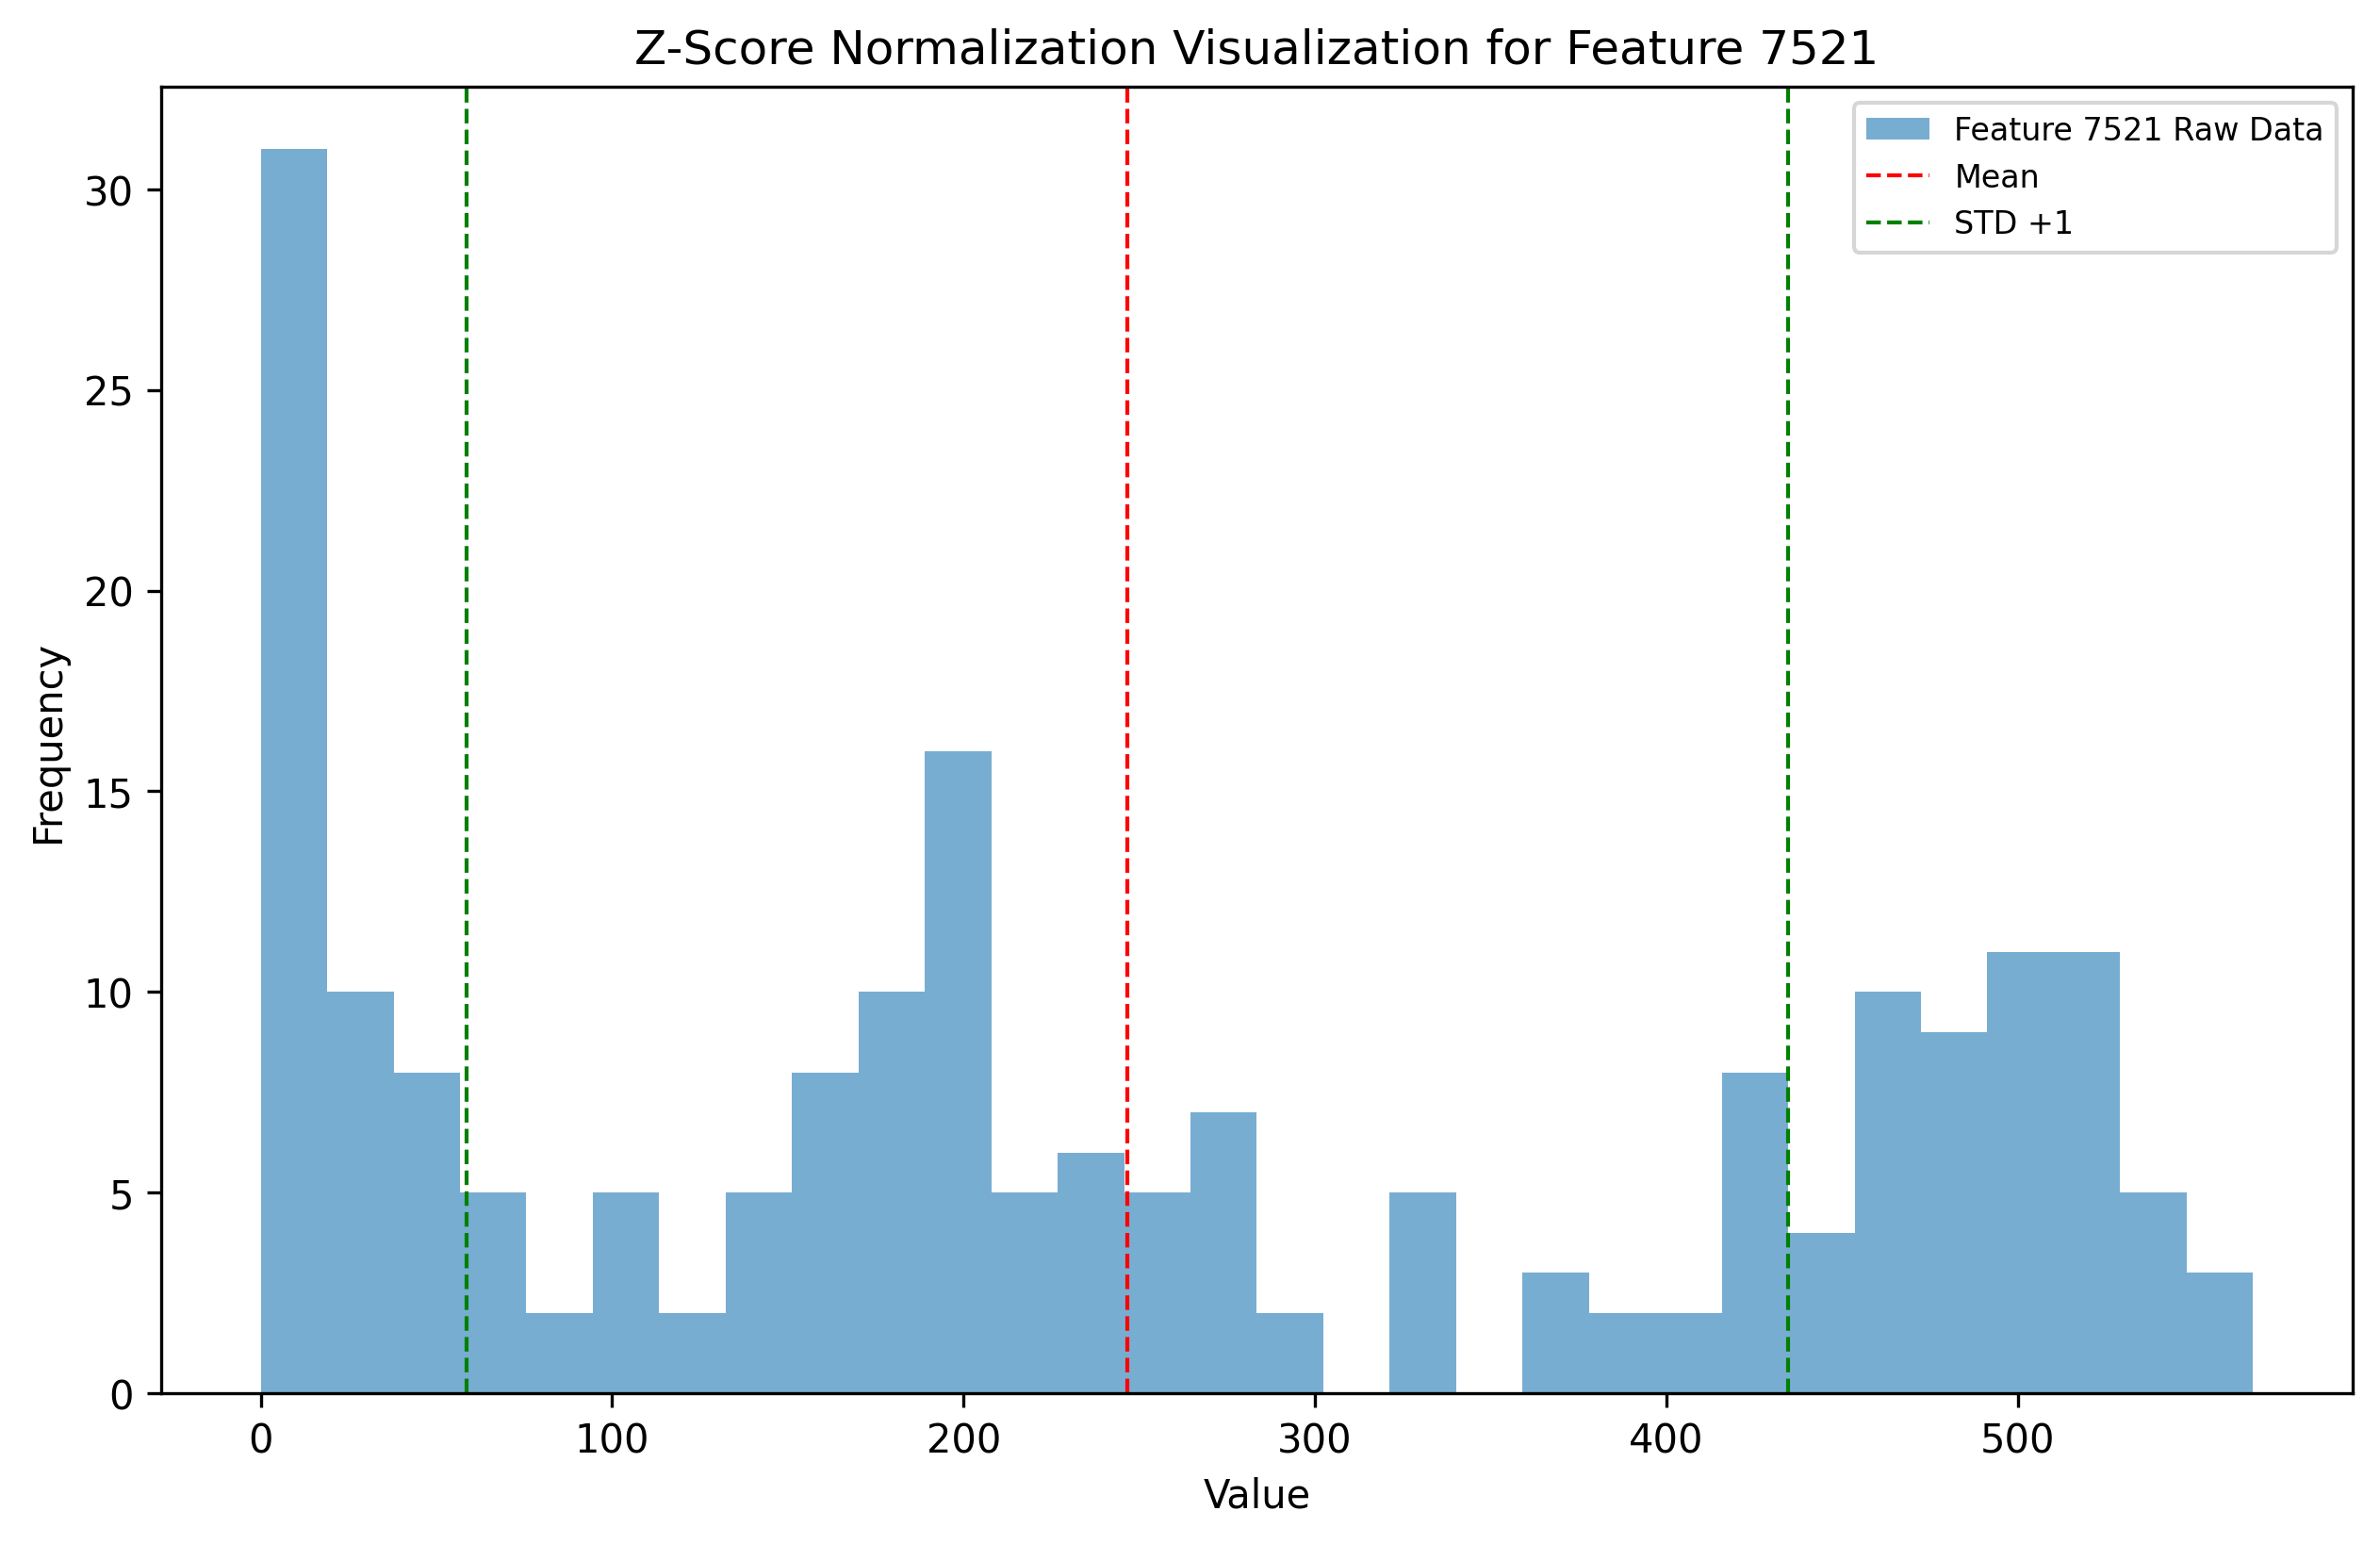 Z-Score Normalization Visualization for Feature 7521
Feature 7521 Raw Data
Mean
STD +1
Frequency
30
25
20
15
10
5
0
0 100 200 300 400 500
Value